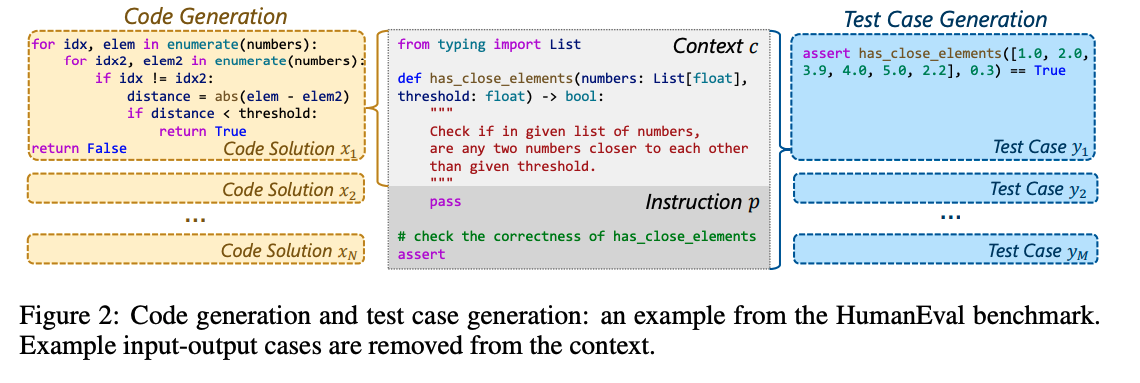 Code Generation
for idx, elem in enumerate(numbers):
    for idx2, elem2 in enumerate(numbers):
        if idx != idx2:
            distance = abs(elem - elem2)
            if distance < threshold:
                return True
return False
Code Solution x₁
Code Solution x₂
...
Code Solution x_N
from typing import List
Context c
def has_close_elements(numbers: List[float],
threshold: float) -> bool:
    """
    Check if in given list of numbers,
    are any two numbers closer to each other
    than given threshold.
    """
    pass
Instruction p
# check the correctness of has_close_elements
assert
Test Case Generation
assert has_close_elements([1.0, 2.0,
3.9, 4.0, 5.0, 2.2], 0.3) == True
Test Case y₁
Test Case y₂
...
Test Case y_M
Figure 2: Code generation and test case generation: an example from the HumanEval benchmark.
Example input-output cases are removed from the context.